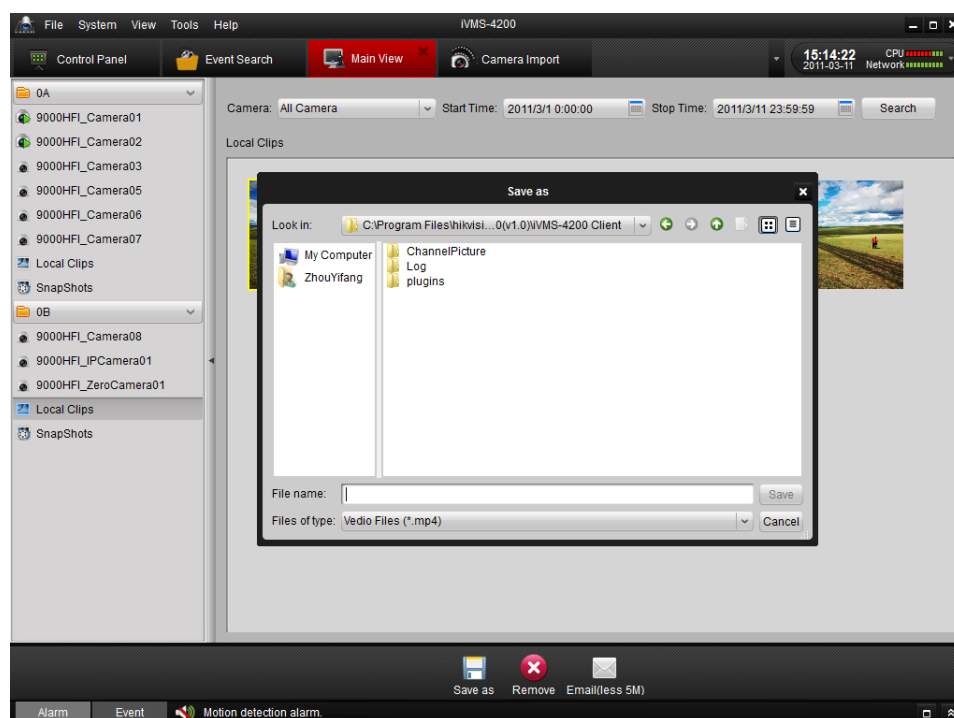 File System View Tools Help iVMS-4200
Control Panel Event Search Main View Camera Import 15:14:22 CPU
2011-03-11 Network
0A
9000HFI_Camera01
9000HFI_Camera02
9000HFI_Camera03
9000HFI_Camera05
9000HFI_Camera06
9000HFI_Camera07
Local Clips
SnapShots
0B
9000HFI_Camera08
9000HFI_IPCamera01
9000HFI_ZeroCamera01
Local Clips
SnapShots
Camera: All Camera Start Time: 2011/3/1 0:00:00 Stop Time: 2011/3/11 23:59:59 Search
Local Clips
Save as
Look in: C:\Program Files\hikvisi...0(v1.0)\iVMS-4200 Client
My Computer
ZhouYifang
ChannelPicture
Log
plugins
File name: Save
Files of type: Vedio Files (*.mp4) Cancel
Save as Remove Email(less 5M)
Alarm Event Motion detection alarm.